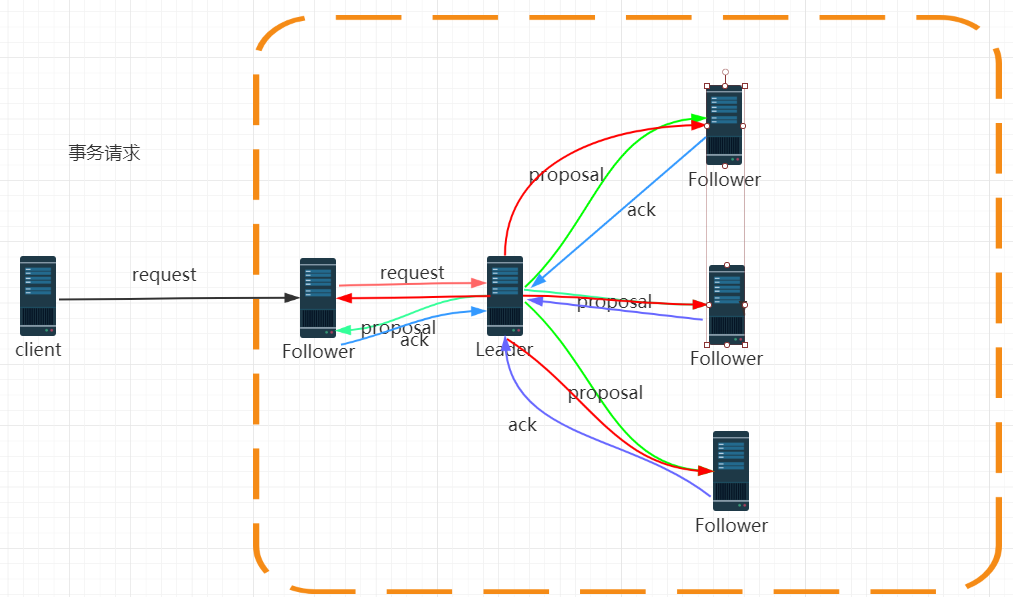 事务请求
request
client
request
proposal
ack
Follower
Leader
proposal
ack
Follower
proposal
Follower
proposal
ack
Follower